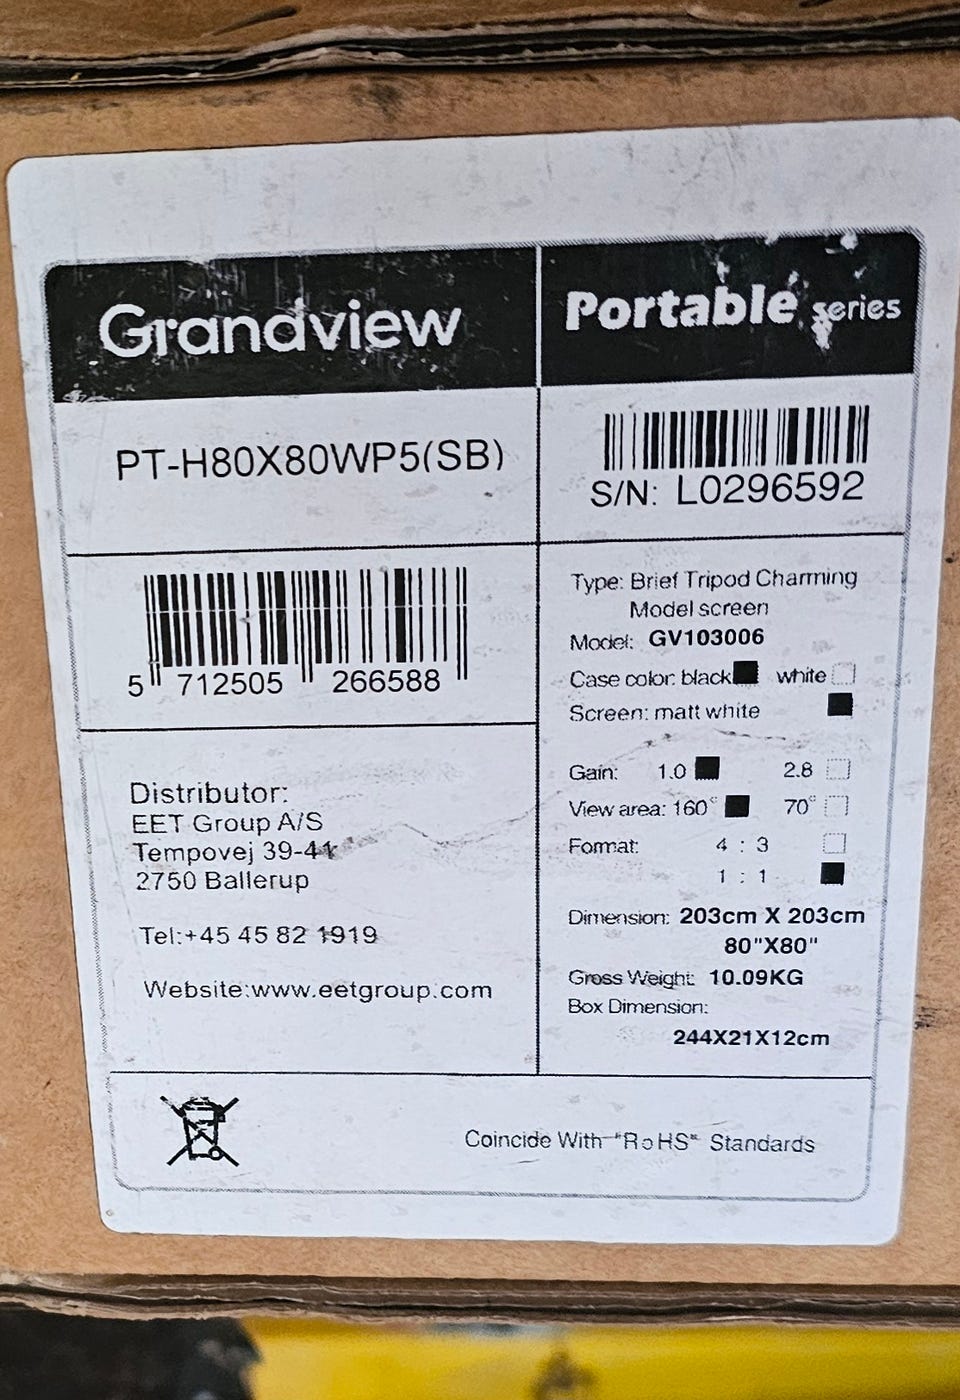 Grandview
Portable series
PT-H80X80WP5(SB)
S/N: L0296592
5 712505 266588
Distributor:
EET Group A/S
Tempovej 39-41
2750 Ballerup
Tel:+45 45 82 1919
Website:www.eetgroup.com
Type: Brief Tripod Charming
Model screen
Model: GV103006
Case color: black white
Screen: matt white
Gain: 1.0 2.8
View area: 160° 70°
Format: 4 : 3
1 : 1
Dimension: 203cm X 203cm
80"X80"
Gross Weight: 10.09KG
Box Dimension:
244X21X12cm
Coincide With "RoHS" Standards